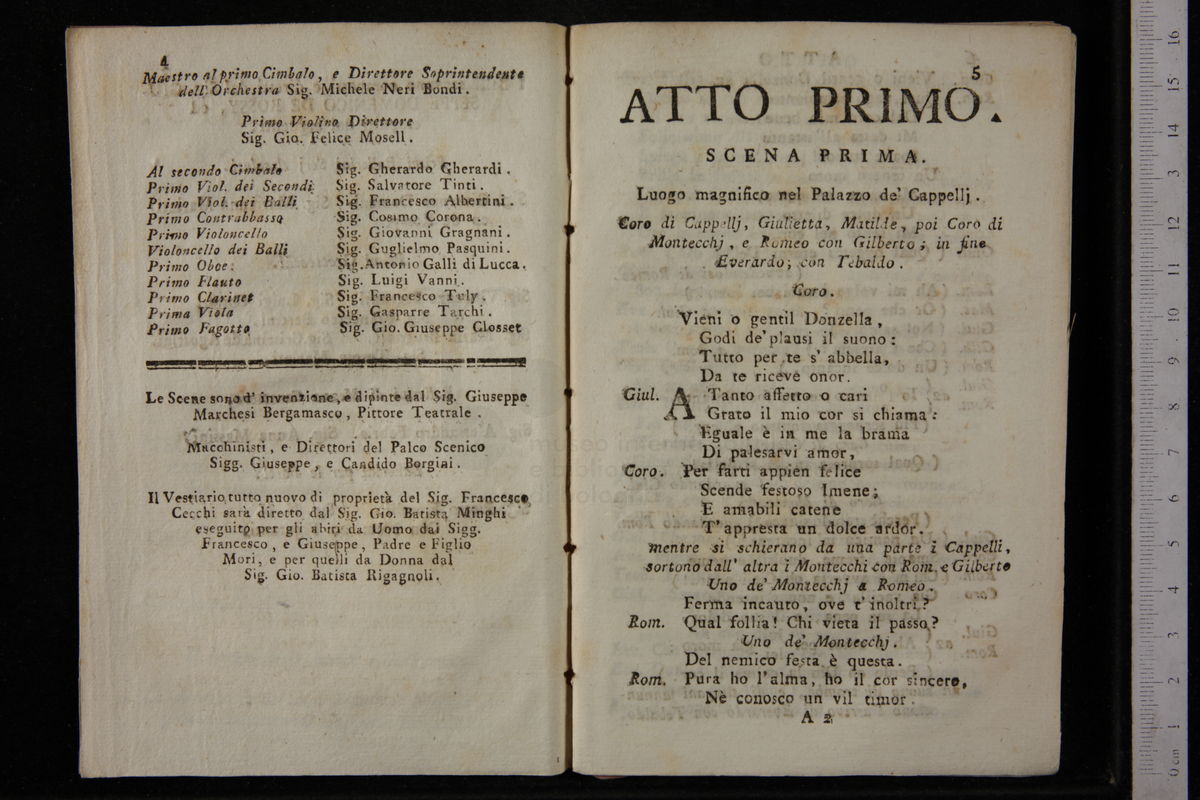 4
Maestro al primo Cimbalo, e Direttore Soprintendente
dell' Orchestra Sig. Michele Neri Bondi.
Primo Violino Direttore
Sig. Gio. Felice Mosell.
Al secondo Cimbalo Sig. Gherardo Gherardi.
Primo Viol. dei Secondi Sig. Salvatore Tinti.
Primo Viol. dei Balli Sig. Francesco Albertini.
Primo Contrabbasso Sig. Cosimo Corona.
Primo Violoncello Sig. Giovanni Gragnani.
Violoncello dei Balli Sig. Guglielmo Pasquini.
Primo Oboe: Sig. Antonio Galli di Lucca.
Primo Flauto Sig. Luigi Vanni.
Primo Clarinet Sig. Francesco Tuly.
Prima Viola Sig. Gasparre Tarchi.
Primo Fagotto Sig. Gio. Giuseppe Closset
Le Scene sono d' invenzione, e dipinte dal Sig. Giuseppe
Marchesi Bergamasco, Pittore Teatrale.
Macchinisti, e Direttori del Palco Scenico
Sigg. Giuseppe, e Candido Borgini.
Il Vestiario tutto nuovo di proprietà del Sig. Francesco
Cecchi sarà diretto dal Sig. Gio. Batista Minghi
eseguito per gli abiti da Uomo dai Sigg.
Francesco, e Giuseppe, Padre e Figlio
Mori, e per quelli da Donna dal
Sig. Gio. Batista Rigagnoli.
5
ATTO PRIMO.
SCENA PRIMA.
Luogo magnifico nel Palazzo de' Cappellj.
Coro di Cappellj, Giulietta, Matilde, poi Coro di
Montecchj, e Romeo con Gilberto; in fine
Everardo; con Tebaldo.
Coro.
Vieni o gentil Donzella,
Godi de' plausi il suono:
Tutto per te s' abbella,
Da te riceve onor.
Giul. A Tanto affetto o cari
Grato il mio cor si chiama:
Eguale è in me la brama
Di palesarvi amor,
Coro. Per farti appien felice
Scende festoso Imene;
E amabili catene
T' appresta un dolce ardor.
mentre si schierano da una parte i Cappelli,
sortono dall' altra i Montecchi con Rom. e Gilberto
Uno de' Montecchj a Romeo.
Ferma incauto, ove t' inoltri?
Rom. Qual follia! Chi vieta il passo?
Uno de' Montecchj.
Del nemico festa è questa.
Rom. Pura ho l' alma, ho il cor sincero,
Nè conosco un vil timor.
A 2